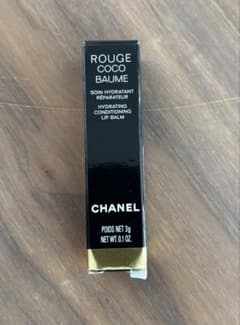 ROUGE
COCO
BAUME
SOIN HYDRATANT
RÉPARATEUR
HYDRATING
CONDITIONING
LIP BALM
CHANEL
POIDS NET 3g
NET WT. 0.1 OZ.